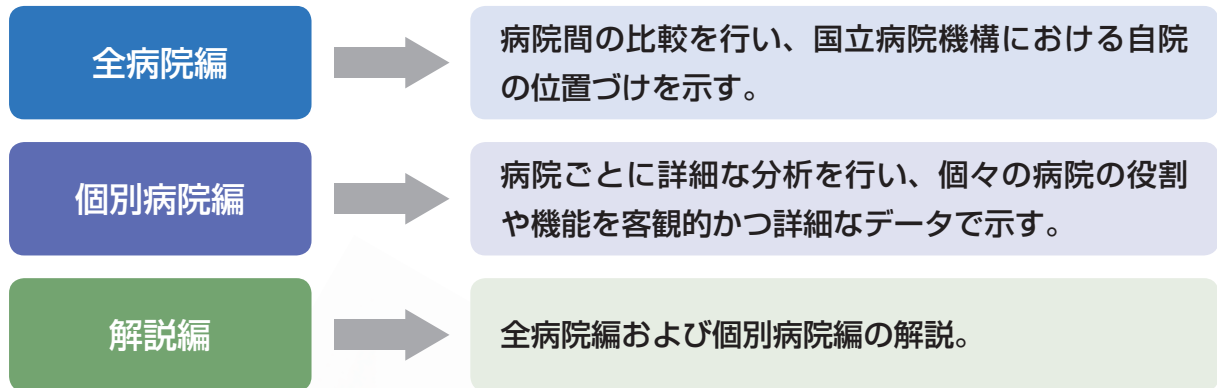 全病院編
病院間の比較を行い、国立病院機構における自院
の位置づけを示す。
個別病院編
病院ごとに詳細な分析を行い、個々の病院の役割
や機能を客観的かつ詳細なデータで示す。
解説編
全病院編および個別病院編の解説。